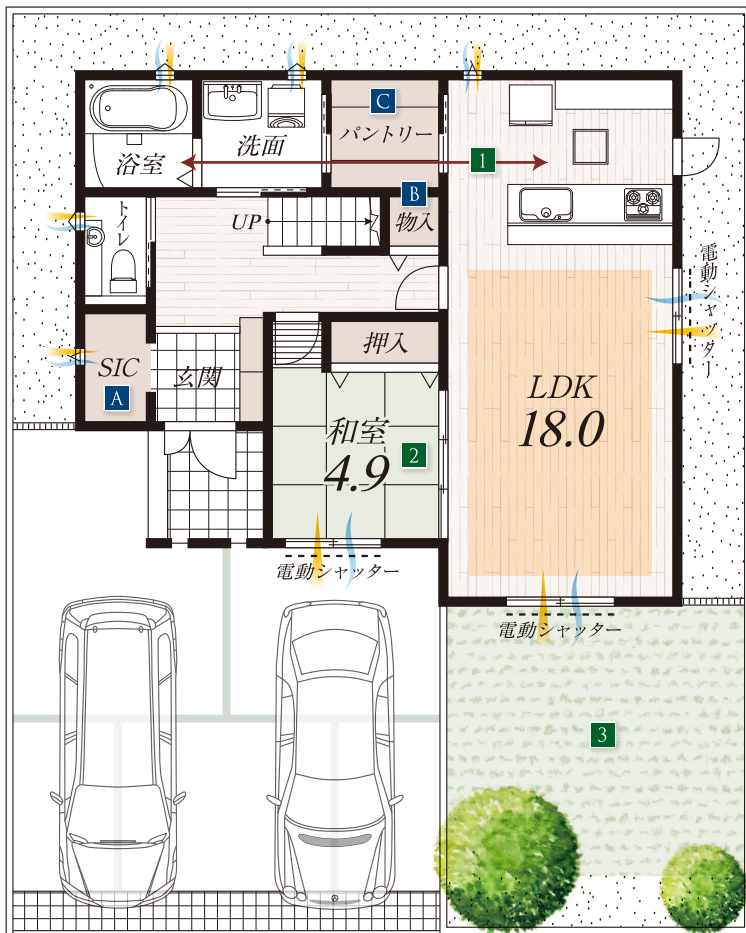 C
パントリー
洗面
浴室
1
トイレ
UP
B
物入
電動シャッター
SIC
A
玄関
押入
和室
4.9
2
LDK
18.0
電動シャッター
電動シャッター
3